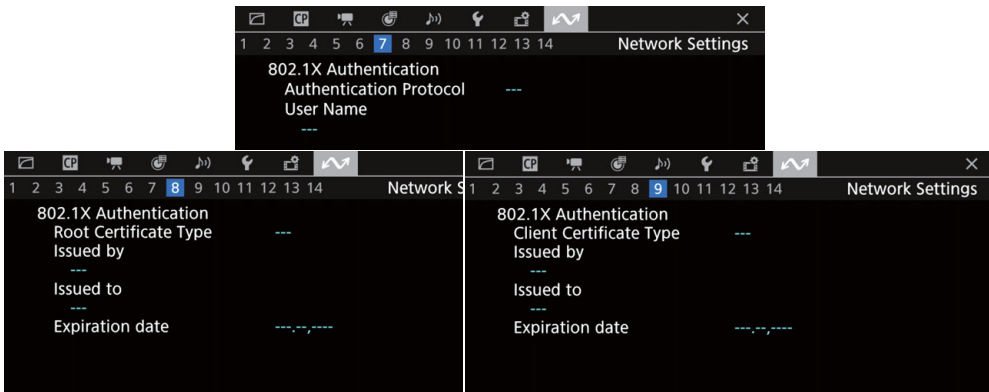 CP
1 2 3 4 5 6 7 8 9 10 11 12 13 14 Network Settings
802.1X Authentication
Authentication Protocol ---
User Name
---
CP
1 2 3 4 5 6 7 8 9 10 11 12 13 14 Network S
802.1X Authentication
Root Certificate Type ---
Issued by
---
Issued to
---
Expiration date ---.--,----
CP
1 2 3 4 5 6 7 8 9 10 11 12 13 14 Network Settings
802.1X Authentication
Client Certificate Type ---
Issued by
---
Issued to
---
Expiration date ---.--,----